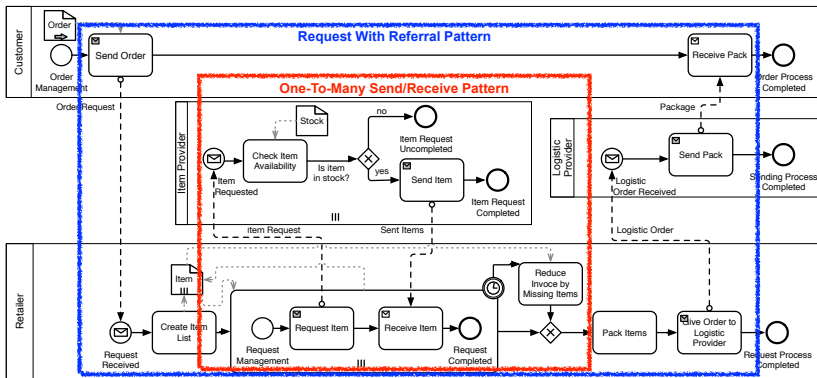 Order
Request With Referral Pattern
Customer
Send Order
Receive Pack
Order
Management
Order Process
Completed
Order Request
One-To-Many Send/Receive Pattern
Package
Item Provider
Stock
no
Item Request
Uncompleted
Check Item
Availability
Is item
in stock?
yes
Item
Requested
Send Item
Item Request
Completed
Logistic
Provider
Send Pack
Logistic
Order Received
Sending Process
Completed
item Request
Sent Items
Logistic Order
Retailer
Item
Reduce
Invoce by
Missing Items
Request
Received
Create Item
List
Request
Management
Request Item
Receive Item
Request
Completed
Pack Items
Give Order to
Logistic
Provider
Request Process
Completed